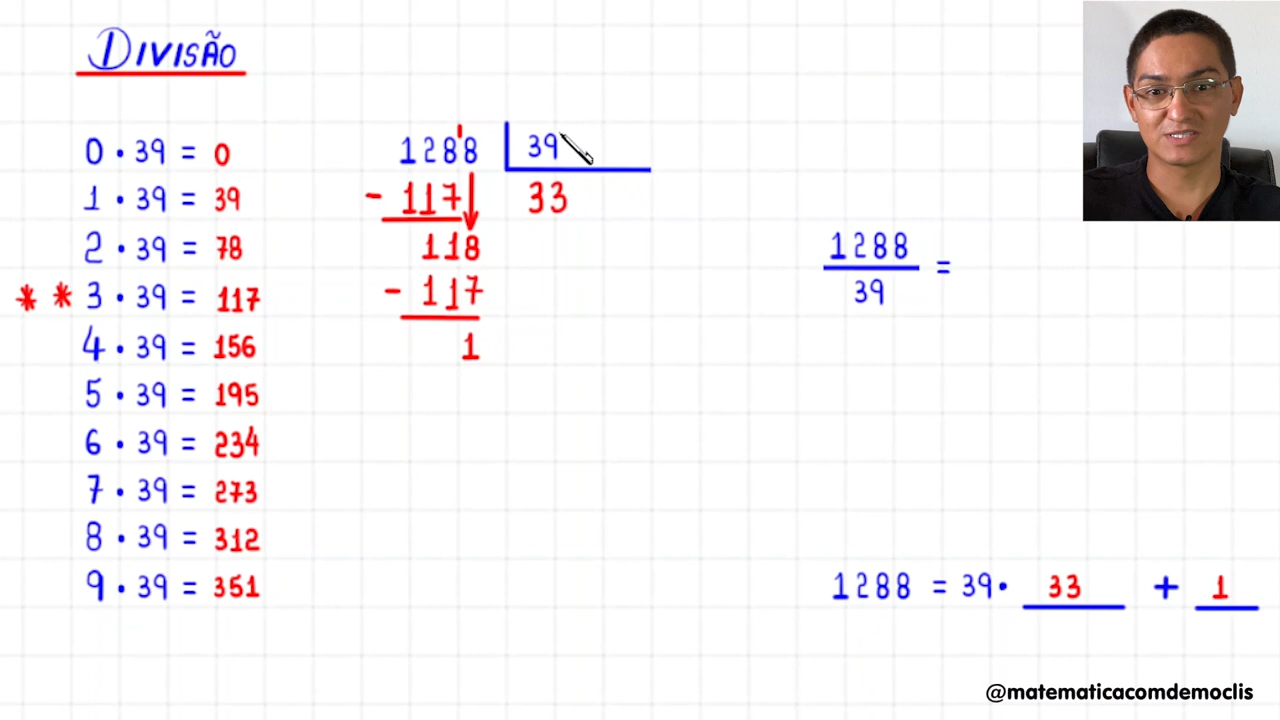 DIVISÃO
0 · 39 = 0
1 · 39 = 39
2 · 39 = 78
** 3 · 39 = 117
4 · 39 = 156
5 · 39 = 195
6 · 39 = 234
7 · 39 = 273
8 · 39 = 312
9 · 39 = 351
1288 39
- 117 33
118
- 117
1
1288
39 =
1288 = 39 · 33 + 1
@matematicacomdemoclis